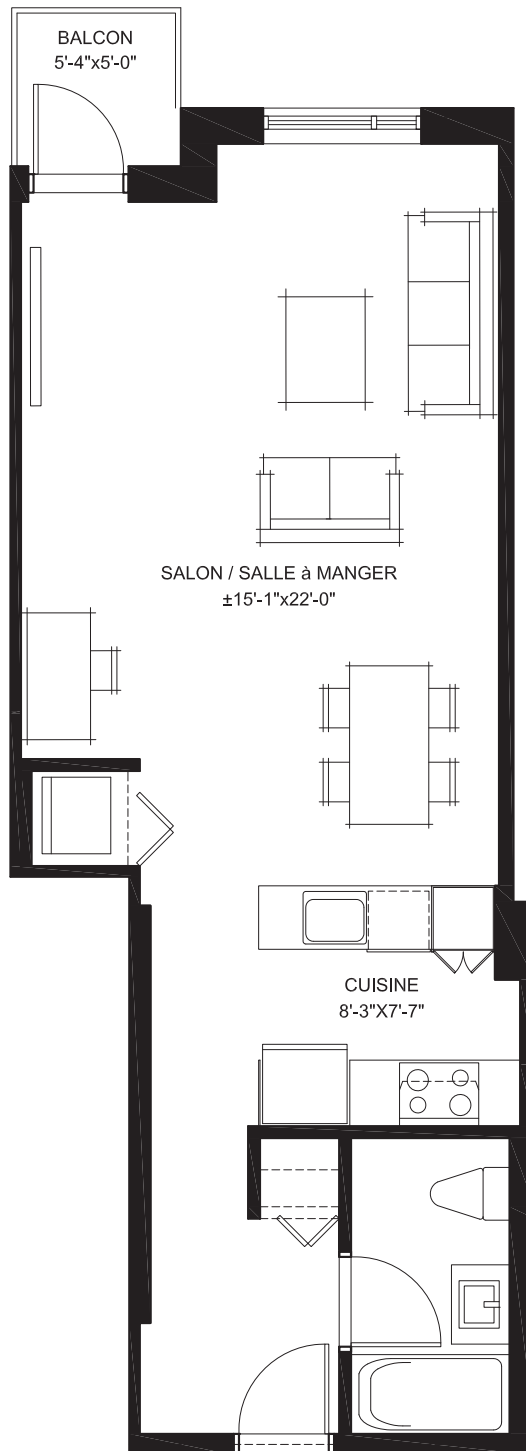 BALCON
5'-4"x5'-0"
SALON / SALLE à MANGER
±15'-1"x22'-0"
CUISINE
8'-3"X7'-7"